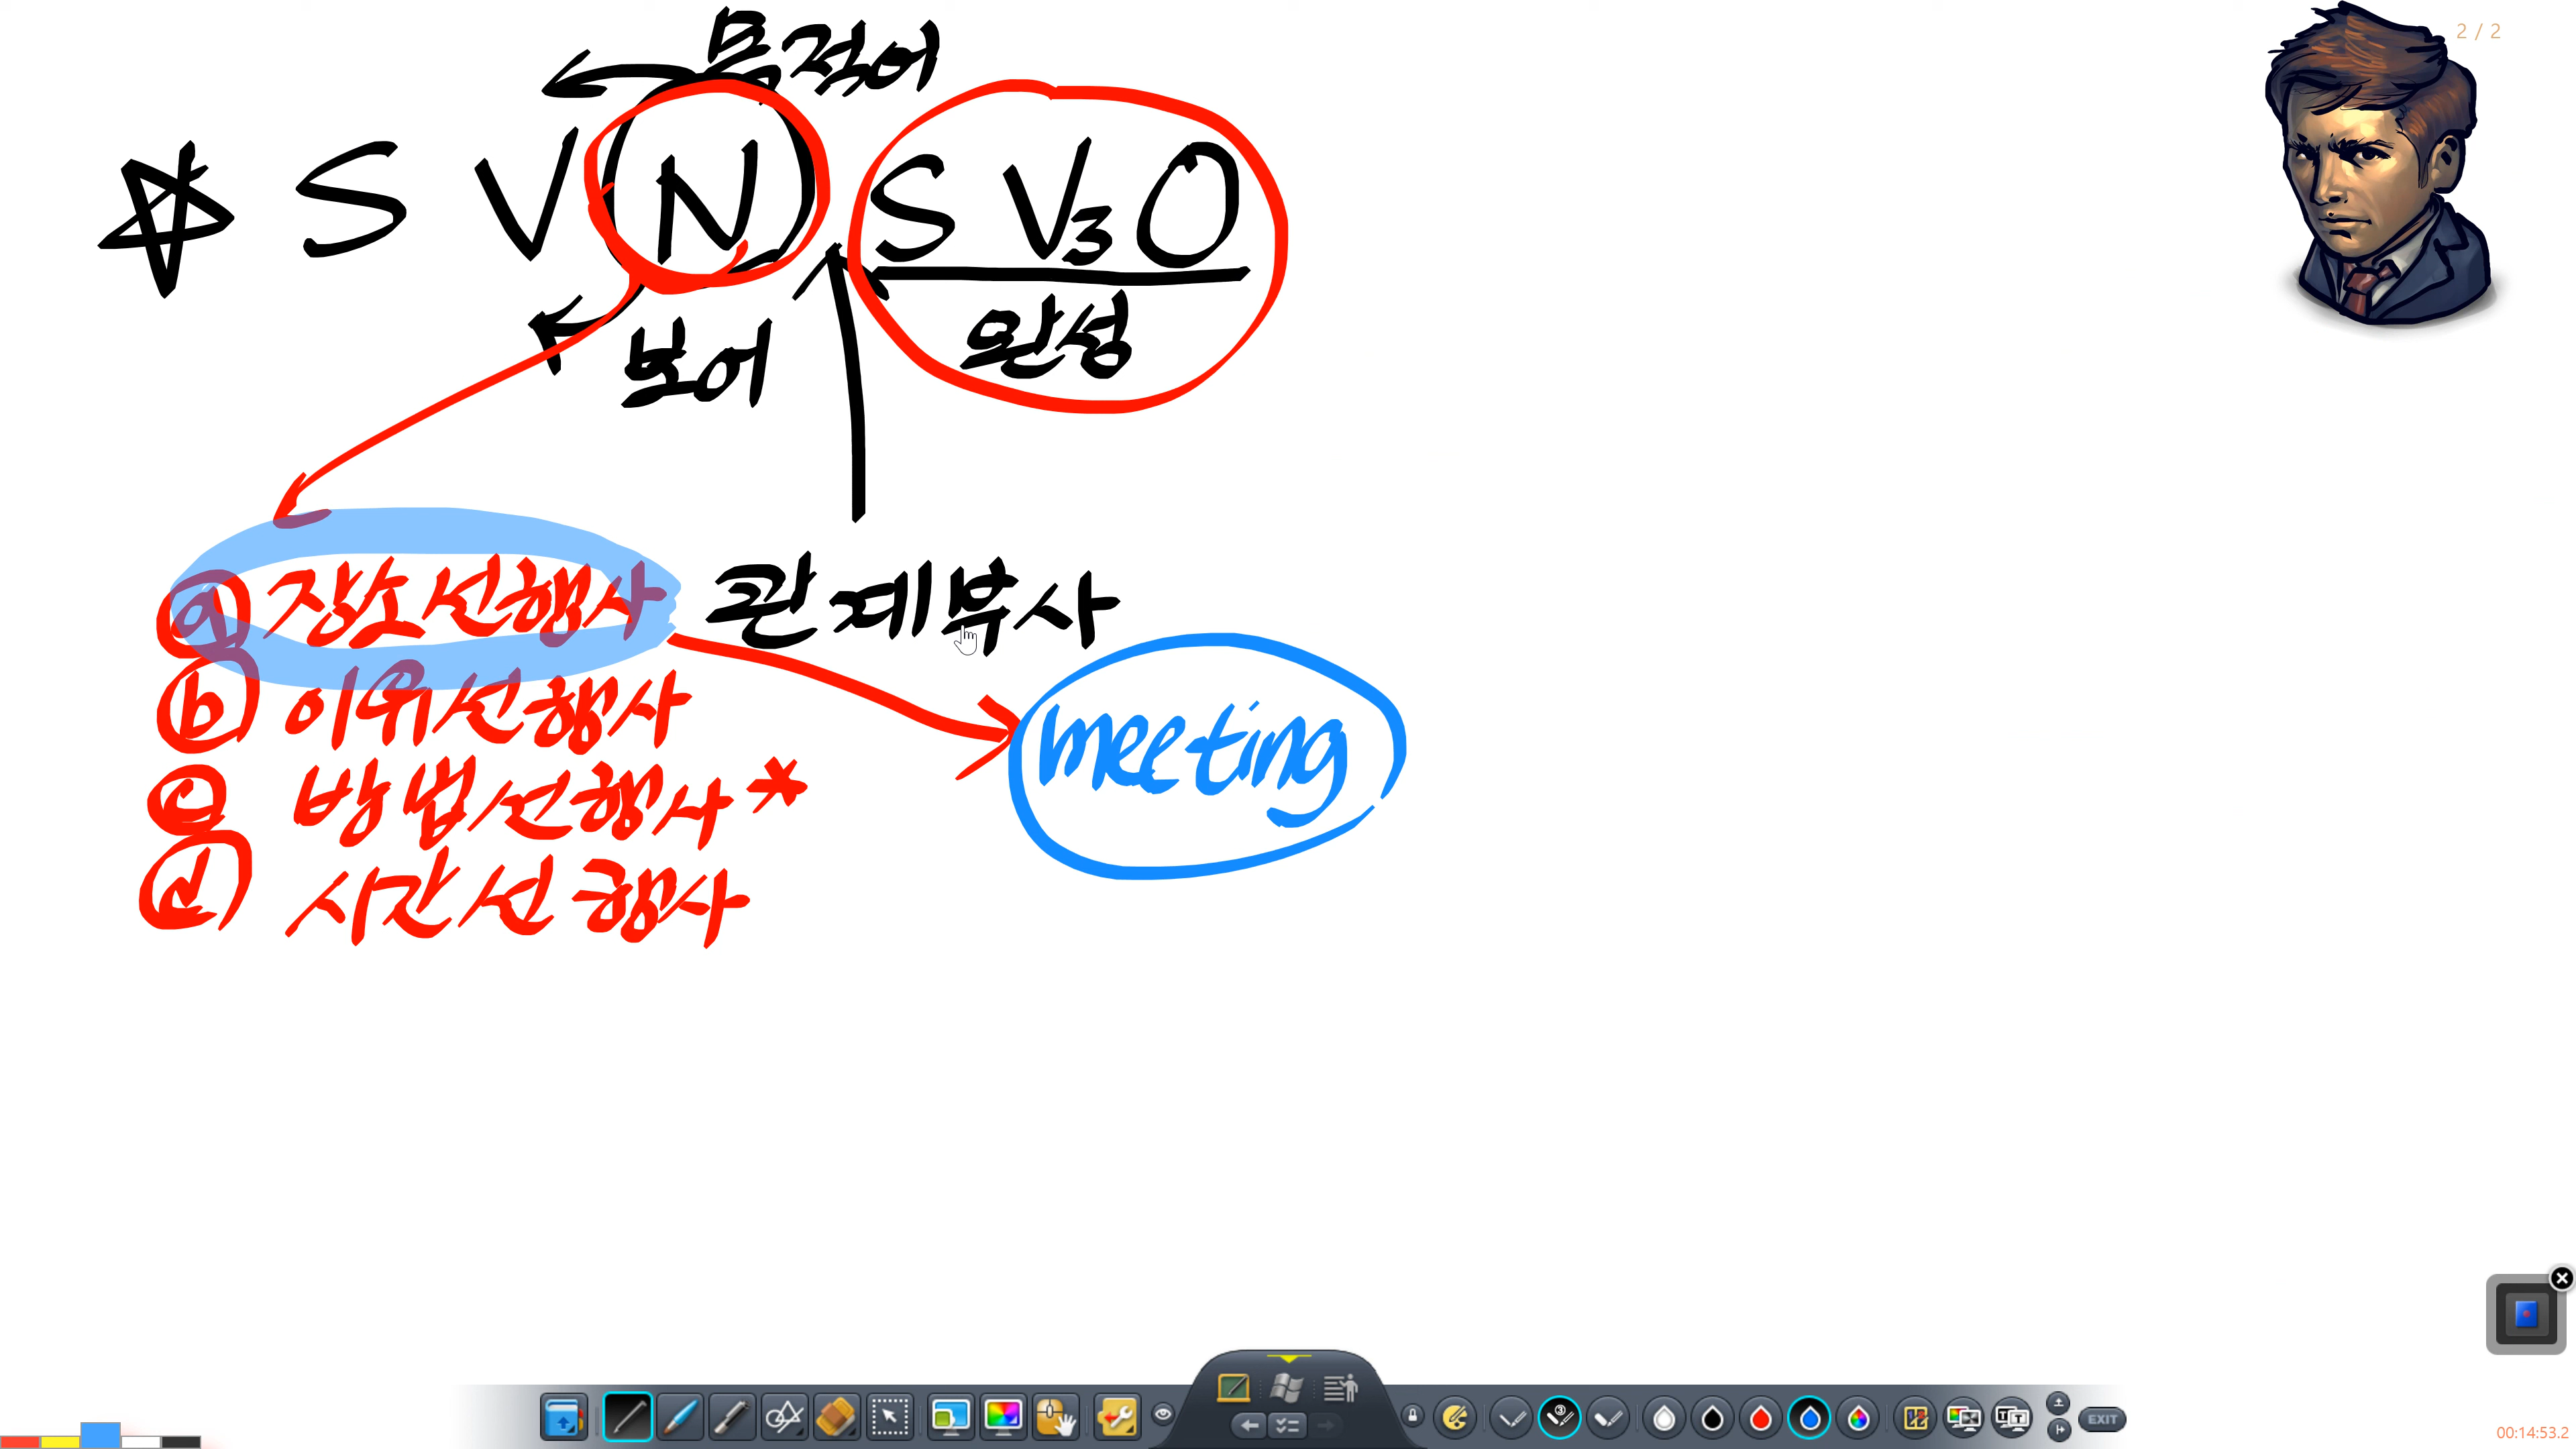 2 / 2
목적어
S V N S V₃ O
보어
완성
ⓐ 장소선행사 관계부사
ⓑ 이유선행사
meeting
ⓒ 방법선행사 *
ⓓ 시간선행사
EXIT
00:14:53.2